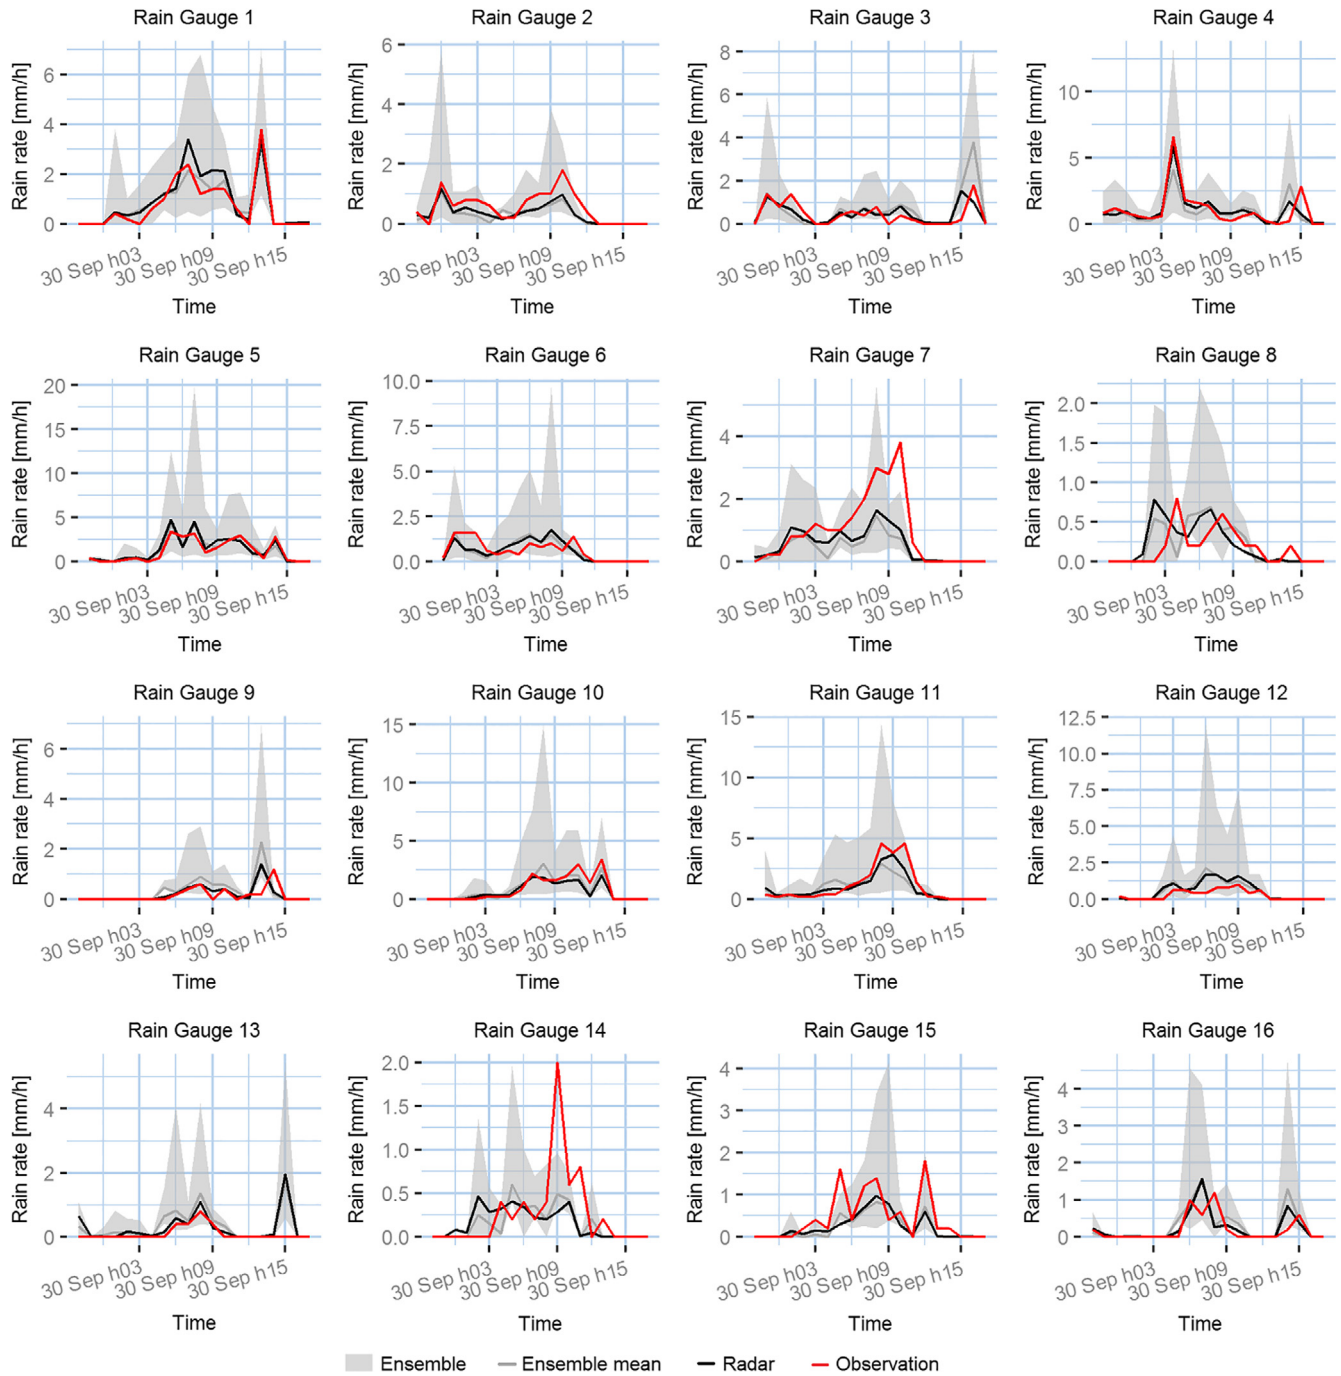 Rain Gauge 1
Rain rate [mm/h]
6
4
2
0
30 Sep h03
30 Sep h09
30 Sep h15
Time
Rain Gauge 2
Rain rate [mm/h]
6
4
2
0
30 Sep h03
30 Sep h09
30 Sep h15
Time
Rain Gauge 3
Rain rate [mm/h]
8
6
4
2
0
30 Sep h03
30 Sep h09
30 Sep h15
Time
Rain Gauge 4
Rain rate [mm/h]
10
5
0
30 Sep h03
30 Sep h09
30 Sep h15
Time
Rain Gauge 5
Rain rate [mm/h]
20
15
10
5
0
30 Sep h03
30 Sep h09
30 Sep h15
Time
Rain Gauge 6
Rain rate [mm/h]
10.0
7.5
5.0
2.5
0.0
30 Sep h03
30 Sep h09
30 Sep h15
Time
Rain Gauge 7
Rain rate [mm/h]
4
2
0
30 Sep h03
30 Sep h09
30 Sep h15
Time
Rain Gauge 8
Rain rate [mm/h]
2.0
1.5
1.0
0.5
0.0
30 Sep h03
30 Sep h09
30 Sep h15
Time
Rain Gauge 9
Rain rate [mm/h]
6
4
2
0
30 Sep h03
30 Sep h09
30 Sep h15
Time
Rain Gauge 10
Rain rate [mm/h]
15
10
5
0
30 Sep h03
30 Sep h09
30 Sep h15
Time
Rain Gauge 11
Rain rate [mm/h]
15
10
5
0
30 Sep h03
30 Sep h09
30 Sep h15
Time
Rain Gauge 12
Rain rate [mm/h]
12.5
10.0
7.5
5.0
2.5
0.0
30 Sep h03
30 Sep h09
30 Sep h15
Time
Rain Gauge 13
Rain rate [mm/h]
4
2
0
30 Sep h03
30 Sep h09
30 Sep h15
Time
Rain Gauge 14
Rain rate [mm/h]
2.0
1.5
1.0
0.5
0.0
30 Sep h03
30 Sep h09
30 Sep h15
Time
Rain Gauge 15
Rain rate [mm/h]
4
3
2
1
0
30 Sep h03
30 Sep h09
30 Sep h15
Time
Rain Gauge 16
Rain rate [mm/h]
4
3
2
1
0
30 Sep h03
30 Sep h09
30 Sep h15
Time
Ensemble Ensemble mean Radar Observation